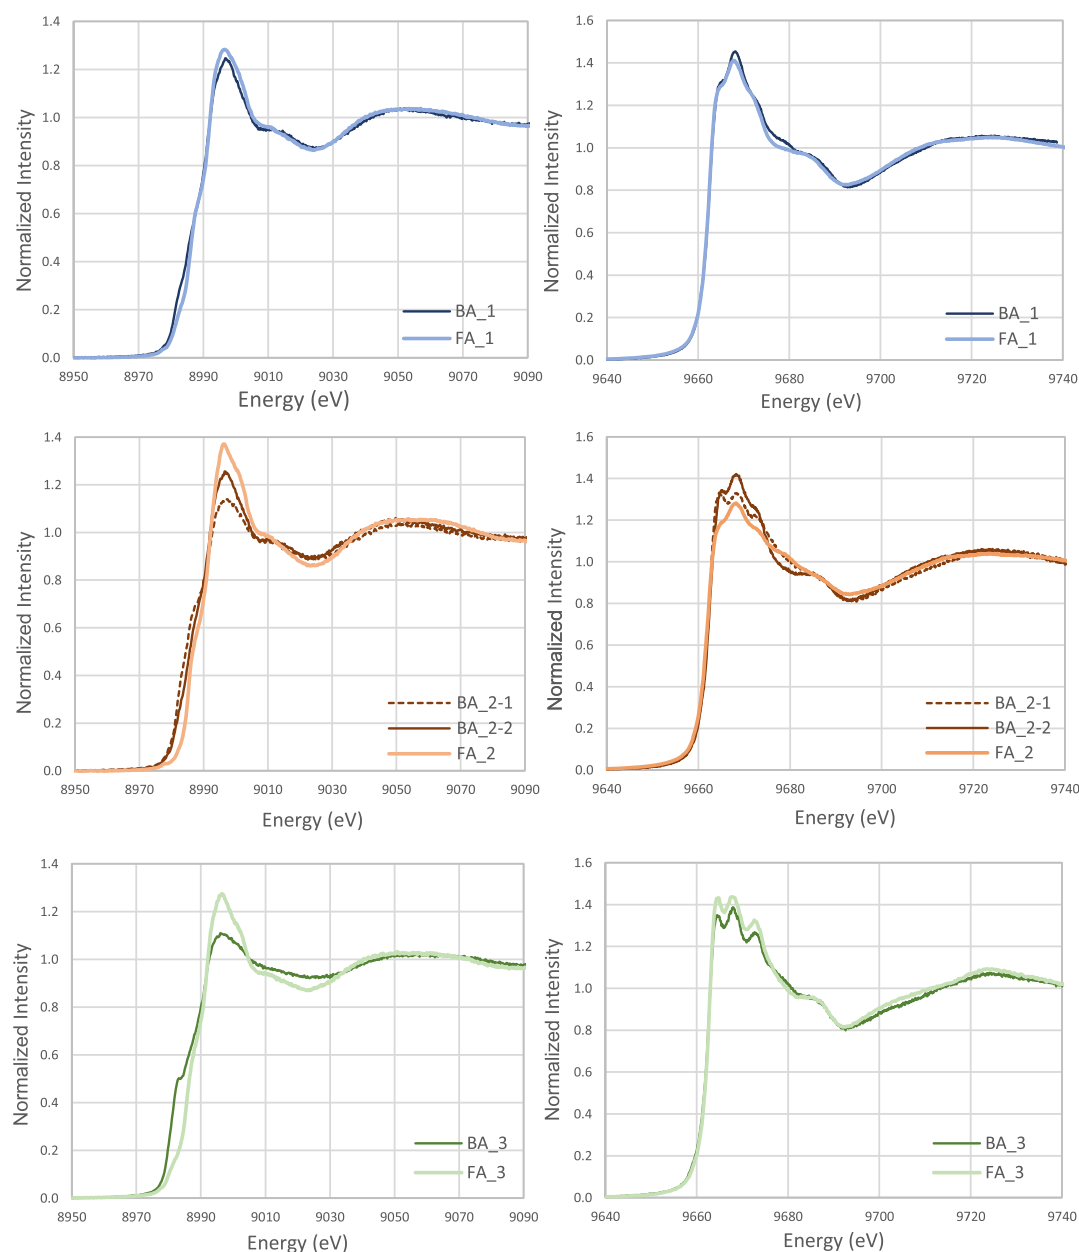 1.4
1.2
1.0
0.8
0.6
0.4
0.2
0.0
Normalized Intensity
BA_1
FA_1
8950 8970 8990 9010 9030 9050 9070 9090
Energy (eV)
1.6
1.4
1.2
1.0
0.8
0.6
0.4
0.2
0.0
Normalized Intensity
BA_1
FA_1
9640 9660 9680 9700 9720 9740
Energy (eV)
1.4
1.2
1.0
0.8
0.6
0.4
0.2
0.0
Normalized Intensity
BA_2-1
BA_2-2
FA_2
8950 8970 8990 9010 9030 9050 9070 9090
Energy (eV)
1.6
1.4
1.2
1.0
0.8
0.6
0.4
0.2
0.0
Normalized Intensity
BA_2-1
BA_2-2
FA_2
9640 9660 9680 9700 9720 9740
Energy (eV)
1.4
1.2
1.0
0.8
0.6
0.4
0.2
0.0
Normalized Intensity
BA_3
FA_3
8950 8970 8990 9010 9030 9050 9070 9090
Energy (eV)
1.6
1.4
1.2
1.0
0.8
0.6
0.4
0.2
0.0
Normalized Intensity
BA_3
FA_3
9640 9660 9680 9700 9720 9740
Energy (eV)